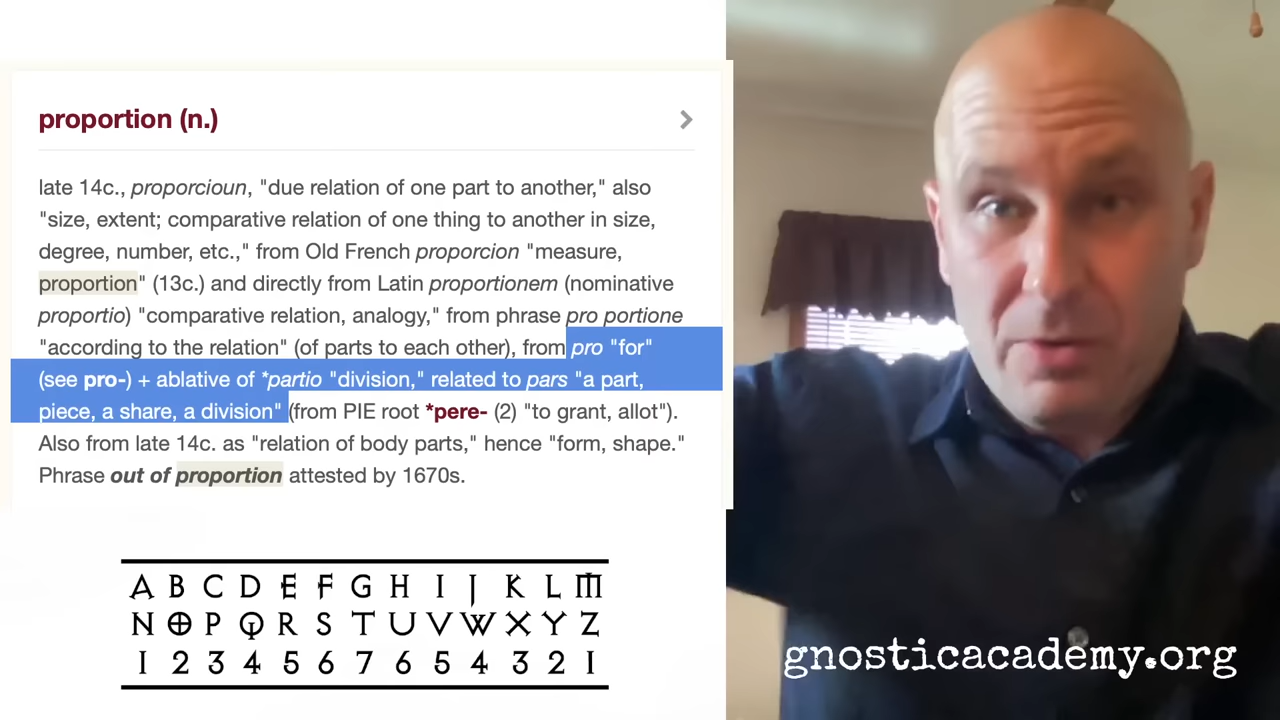 proportion (n.)
late 14c., proporcioun, "due relation of one part to another," also
"size, extent; comparative relation of one thing to another in size,
degree, number, etc.," from Old French proporcion "measure,
proportion" (13c.) and directly from Latin proportionem (nominative
proportio) "comparative relation, analogy," from phrase pro portione
"according to the relation" (of parts to each other), from pro "for"
(see pro-) + ablative of *partio "division," related to pars "a part,
piece, a share, a division" (from PIE root *pere- (2) "to grant, allot").
Also from late 14c. as "relation of body parts," hence "form, shape."
Phrase out of proportion attested by 1670s.
A B C D E F G H I J K L M
N O P Q R S T U V W X Y Z
1 2 3 4 5 6 7 6 5 4 3 2 1
gnosticacademy.org